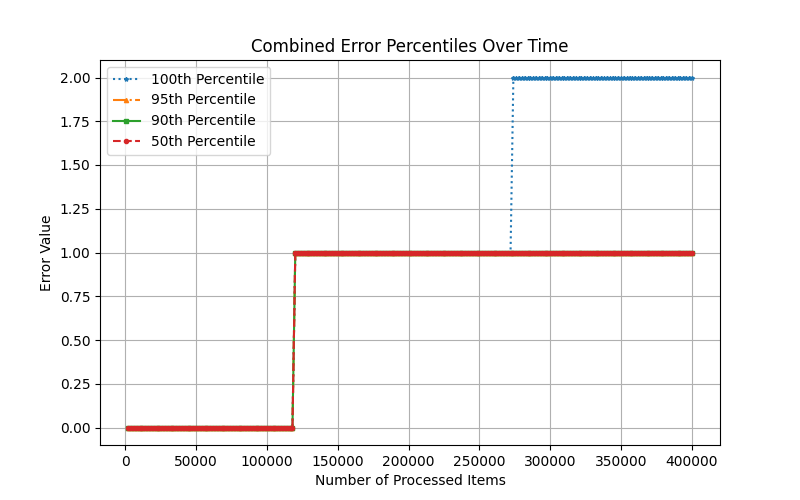 Combined Error Percentiles Over Time
100th Percentile
95th Percentile
90th Percentile
50th Percentile
2.00
1.75
1.50
1.25
1.00
0.75
0.50
0.25
0.00
Error Value
0 50000 100000 150000 200000 250000 300000 350000 400000
Number of Processed Items